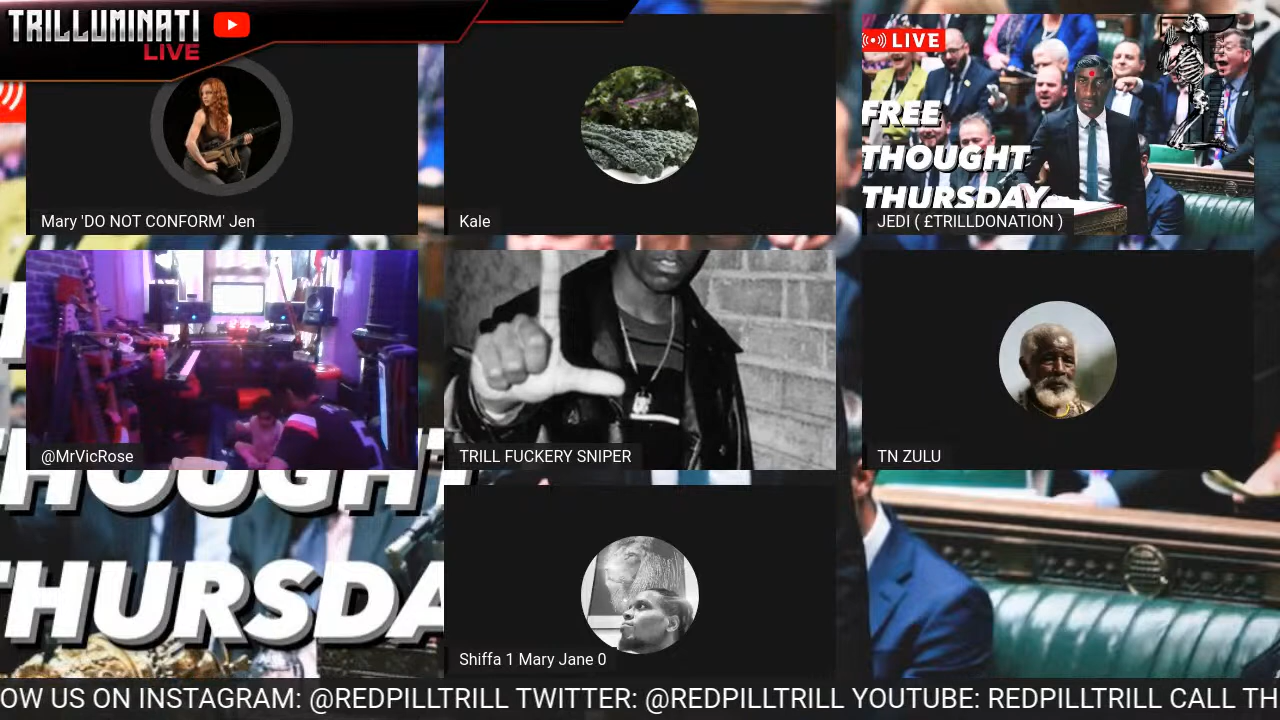 TRILLUMINATI
LIVE
LIVE
FREE
THOUGHT
THURSDAY
Mary 'DO NOT CONFORM' Jen
Kale
JEDI ( £TRILLDONATION )
@MrVicRose
TRILL FUCKERY SNIPER
TN ZULU
HOUGHT
THURSDA
Shiffa 1 Mary Jane 0
OW US ON INSTAGRAM: @REDPILLTRILL TWITTER: @REDPILLTRILL YOUTUBE: REDPILLTRILL CALL TH